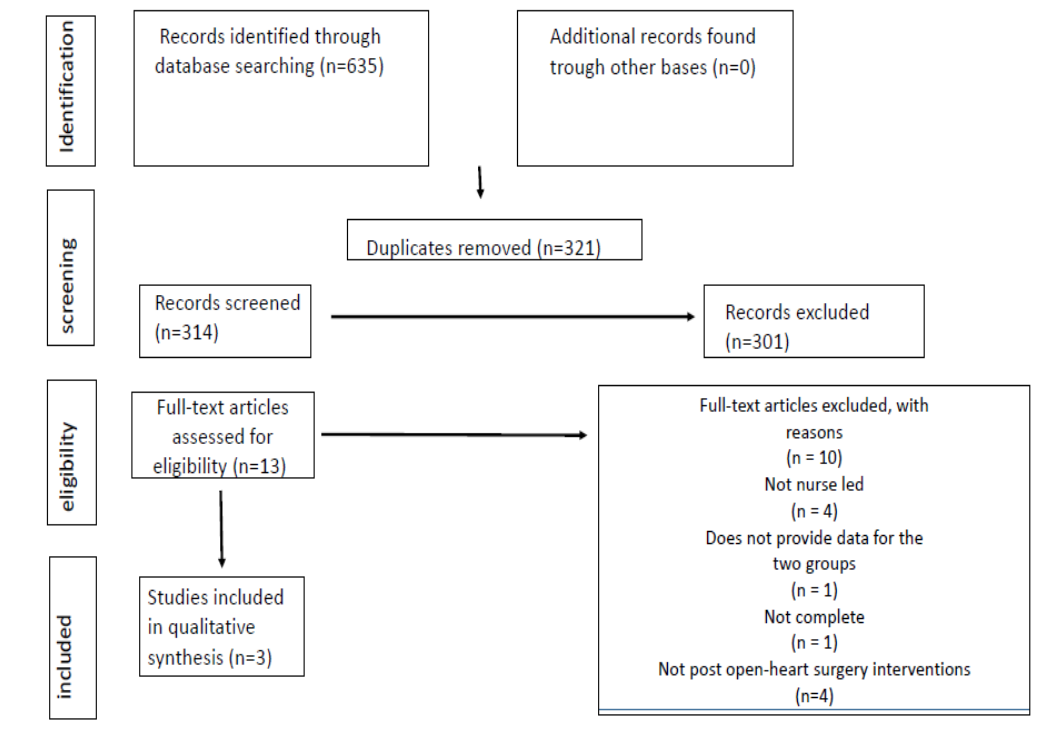 Identification
Records identified through
database searching (n=635)
Additional records found
trough other bases (n=0)
screening
Duplicates removed (n=321)
Records screened
(n=314)
Records excluded
(n=301)
eligibility
Full-text articles
assessed for
eligibility (n=13)
Full-text articles excluded, with
reasons
(n = 10)
Not nurse led
(n = 4)
Does not provide data for the
two groups
(n = 1)
Not complete
(n = 1)
Not post open-heart surgery interventions
(n=4)
included
Studies included
in qualitative
synthesis (n=3)